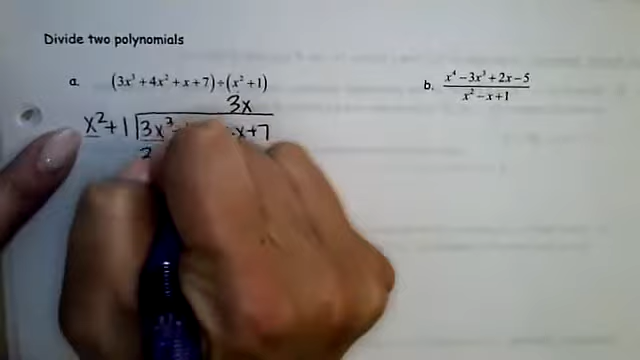 Divide two polynomials
a. (3x³ + 4x² + x + 7) ÷ (x² + 1)
b. x⁴ − 3x³ + 2x − 5
x² − x + 1
3x
x² + 1 3x³ x + 7